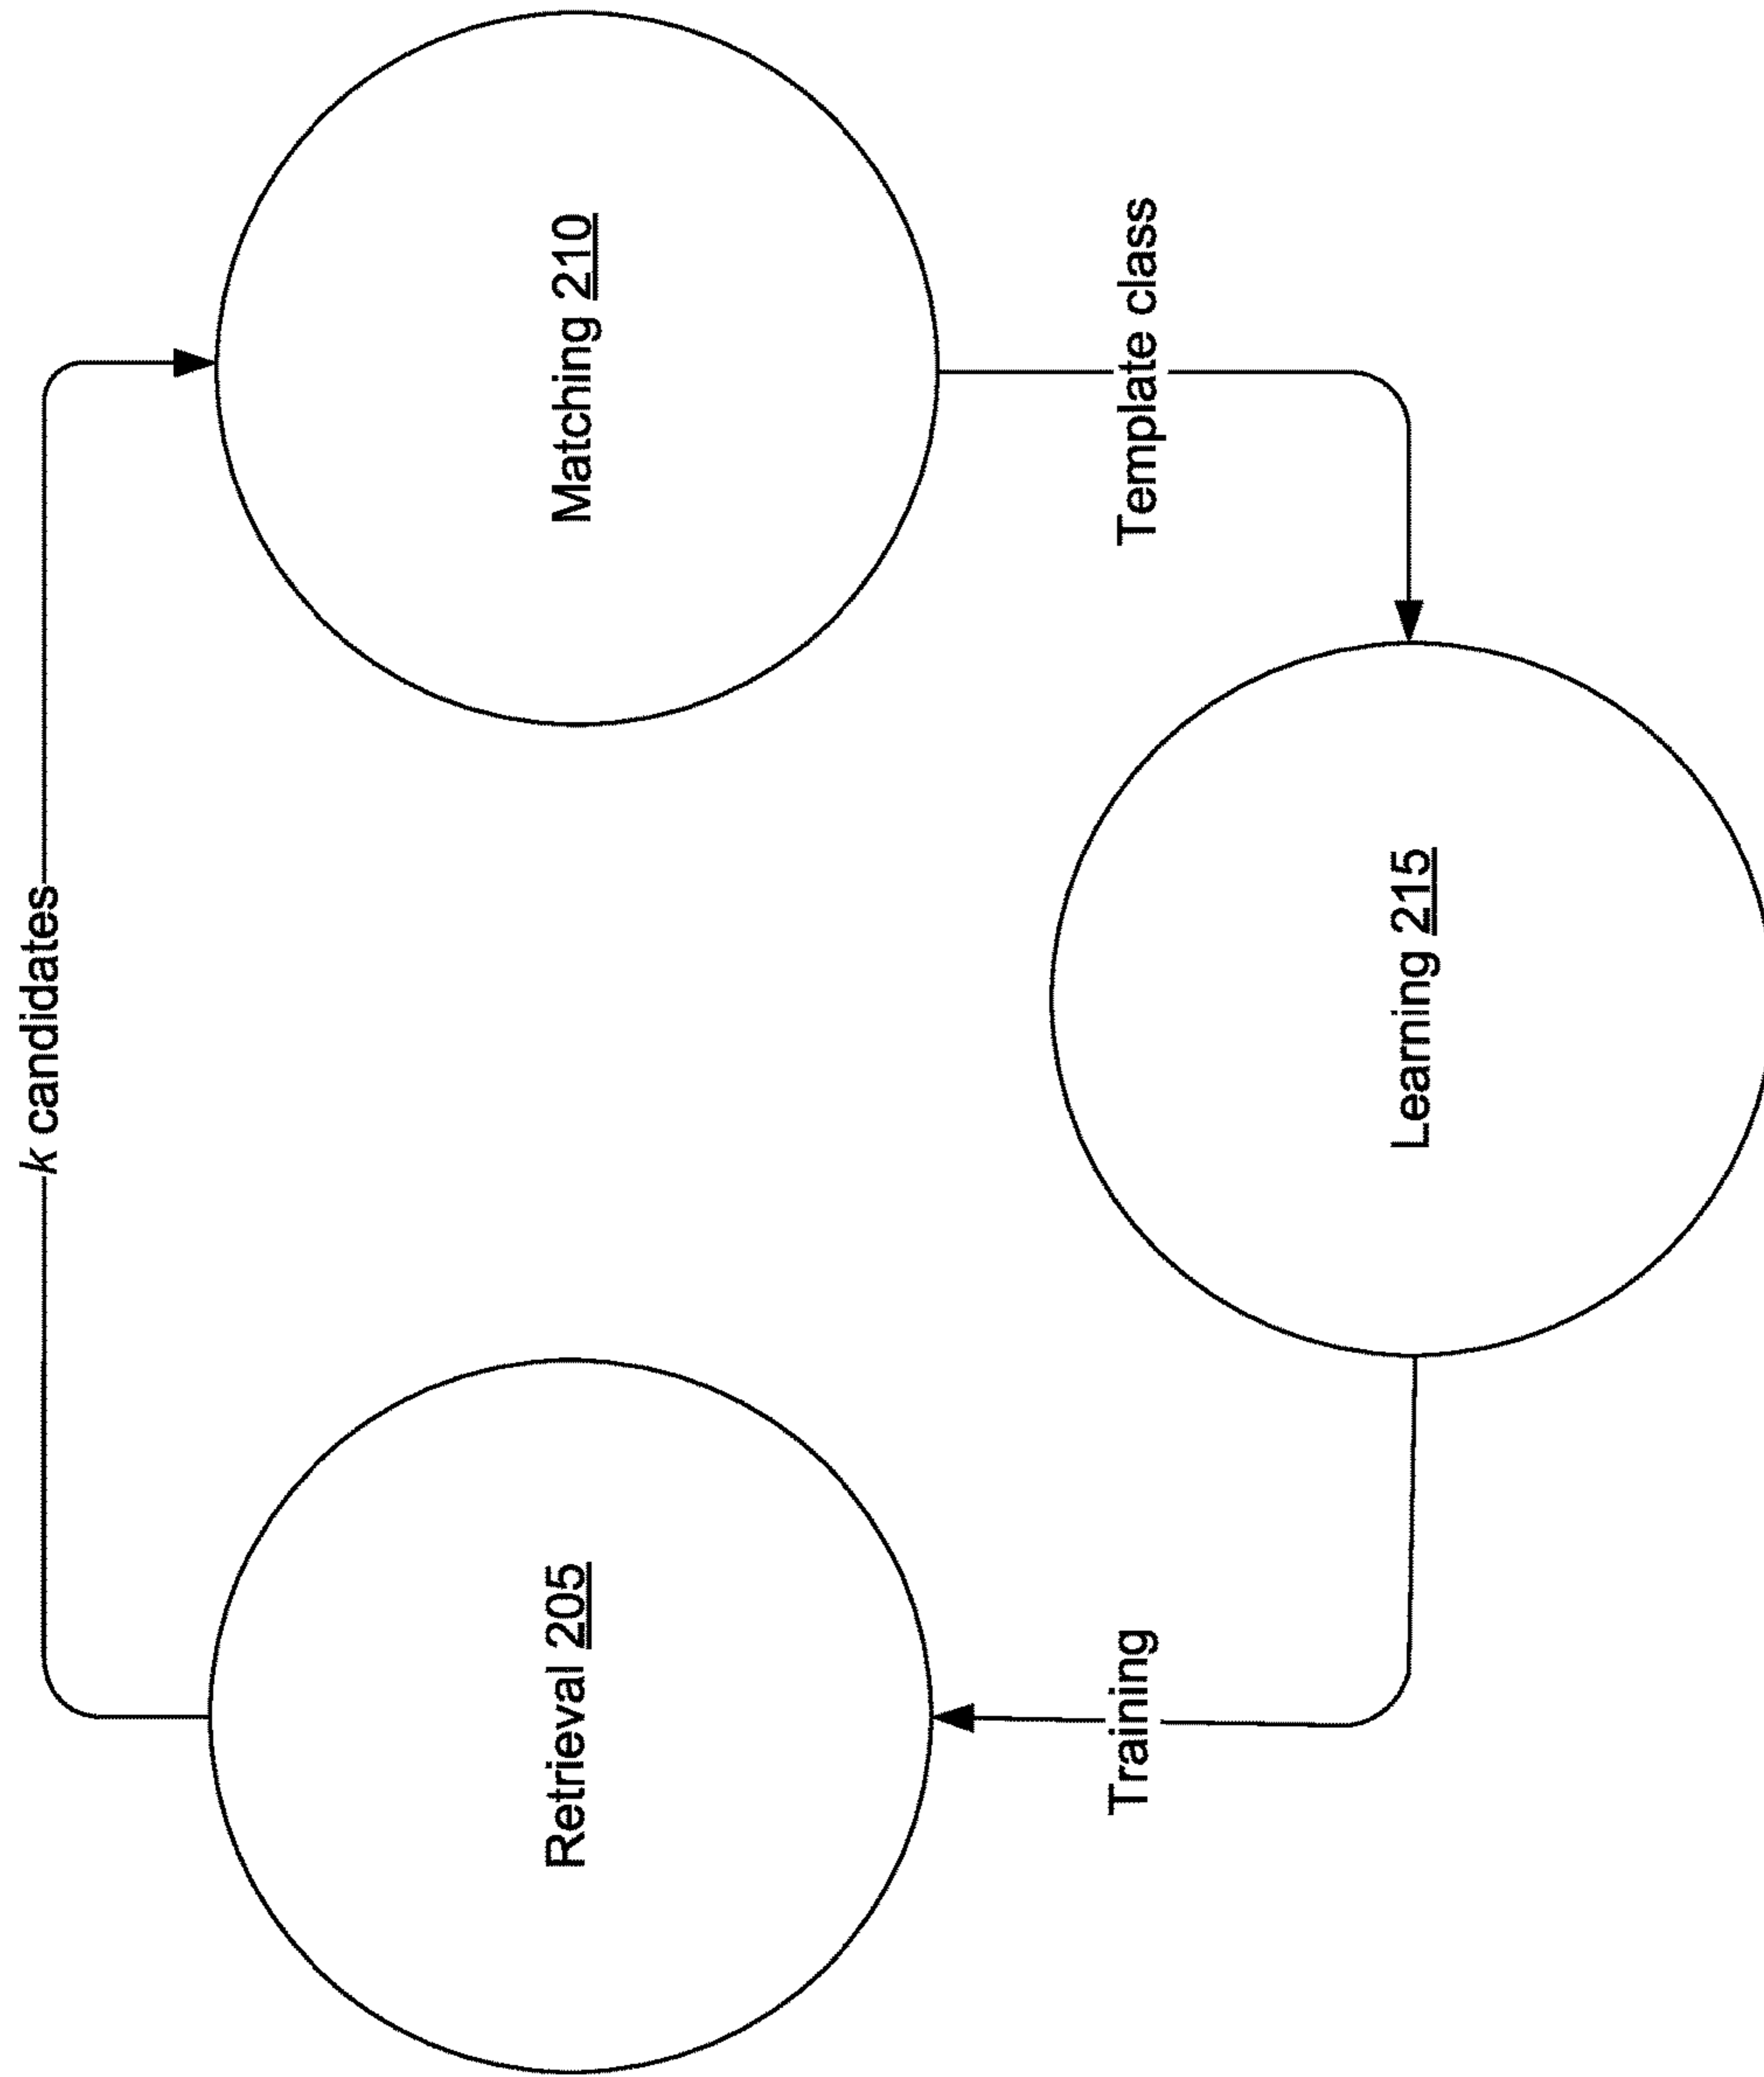 k candidates
Retrieval 205
Matching 210
Training
Template class
Learning 215